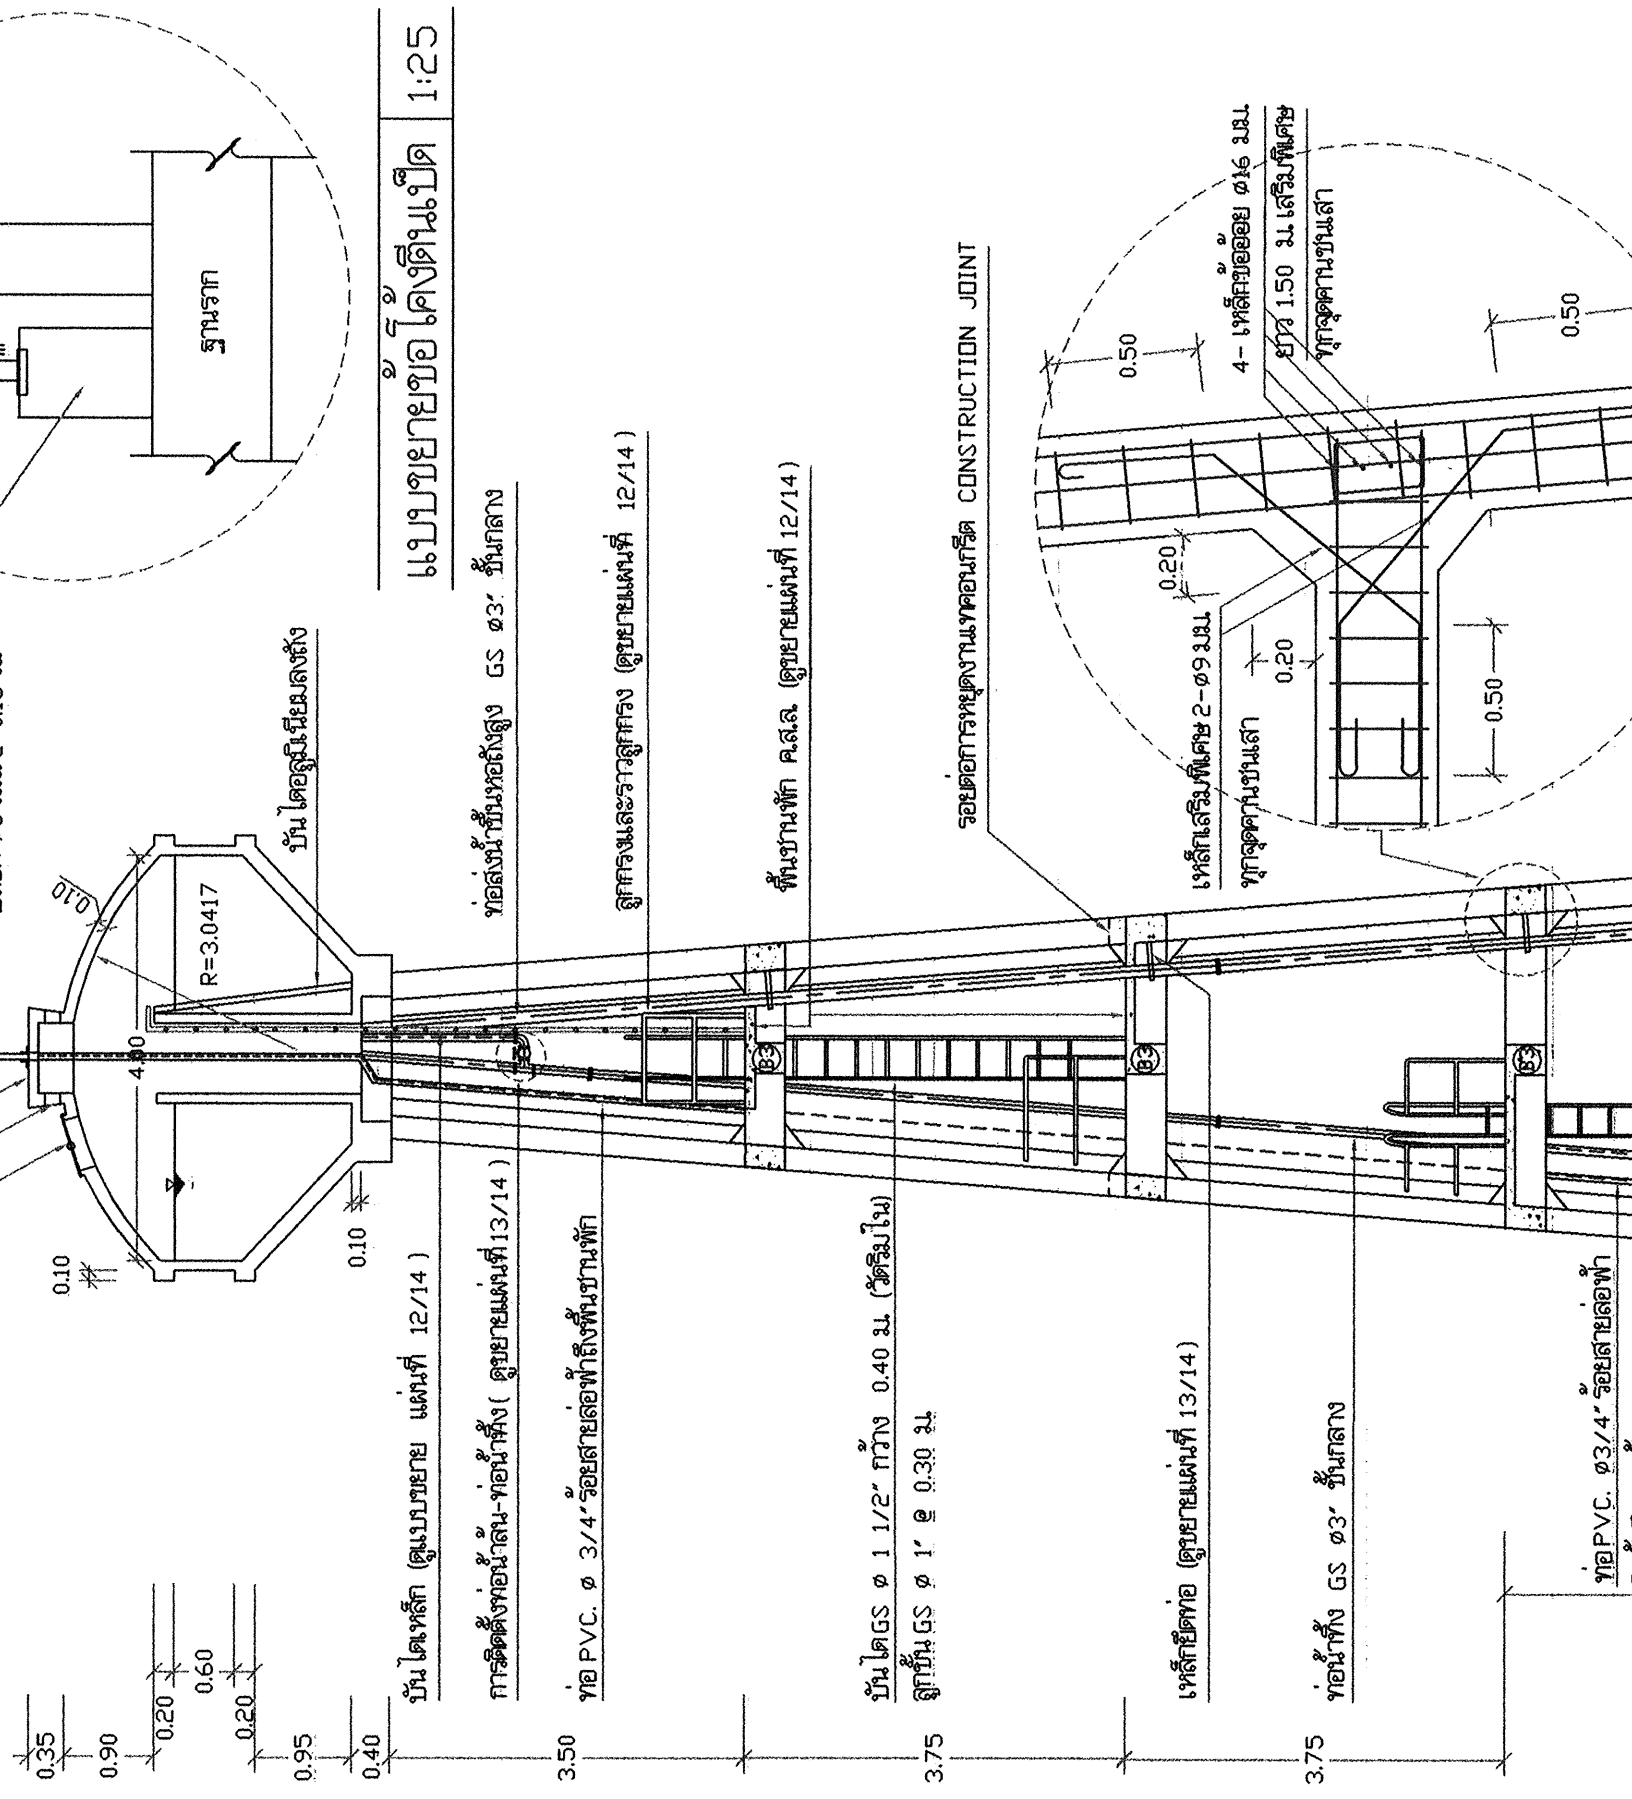 ฐานราก
แบบขยายข้อโค้งตีนเป็ด
1:25
0.10
R=3.0417
4.00
0.10
0.10
บันไดอลูมิเนียมลงถัง
ท่อส่งน้ำขึ้นหอถังสูง GS ø3" ชั้นกลาง
ลูกกรงและราวลูกกรง (ดูขยายแผ่นที่ 12/14)
พื้นชานพัก ค.ส.ล. (ดูขยายแผ่นที่ 12/14)
รอยต่อการหยุดงานเทคอนกรีต CONSTRUCTION JOINT
B3
B3
B3
4- เหล็กข้ออ้อย ø16 มม.
ยาว 1.50 ม. เสริมพิเศษ
ทุกจุดคานชนเสา
เหล็กเสริมพิเศษ 2-ø9 มม.
ทุกจุดคานชนเสา
0.50
0.50
0.20
0.20
0.50
บันไดเหล็ก (ดูแบบขยาย แผ่นที่ 12/14)
การติดตั้งท่อน้ำล้น-ท่อน้ำทิ้ง ( ดูขยายแผ่นที่ 13/14 )
ท่อ PVC. ø 3/4" ร้อยสายล่อฟ้าถึงพื้นชานพัก
บันได GS ø 1 1/2" กว้าง 0.40 ม. (วัดริมใน)
ลูกขั้น GS ø 1" @ 0.30 ม.
เหล็กยึดท่อ (ดูขยายแผ่นที่ 13/14)
ท่อน้ำทิ้ง GS ø3" ชั้นกลาง
ท่อ PVC. ø3/4" ร้อยสายล่อฟ้า
0.35
0.90
0.20
0.60
0.20
0.95
0.40
3.50
3.75
3.75